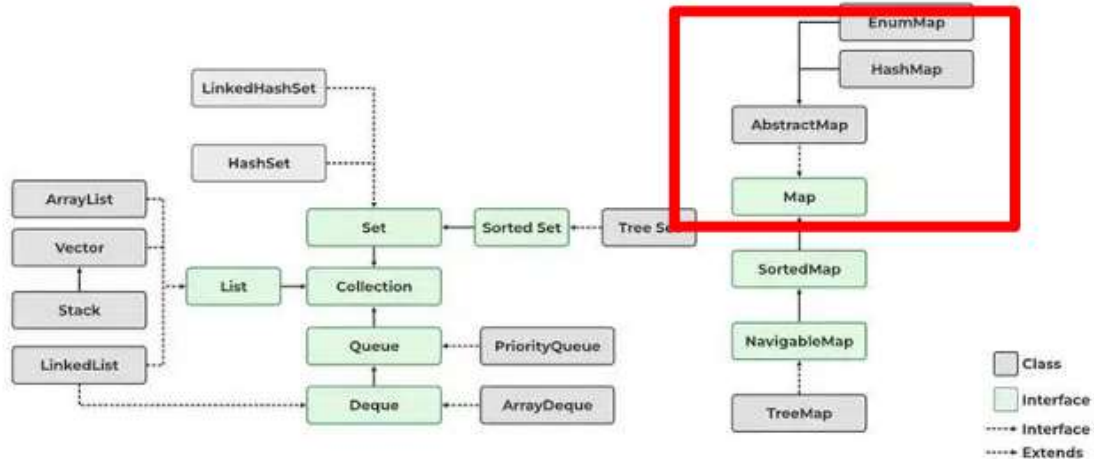 EnumMap
HashMap
LinkedHashSet
AbstractMap
HashSet
ArrayList
Map
Set
Sorted Set
Tree Se
Vector
SortedMap
List
Collection
Stack
Queue
PriorityQueue
NavigableMap
LinkedList
Class
Deque
ArrayDeque
TreeMap
Interface
Interface
Extends